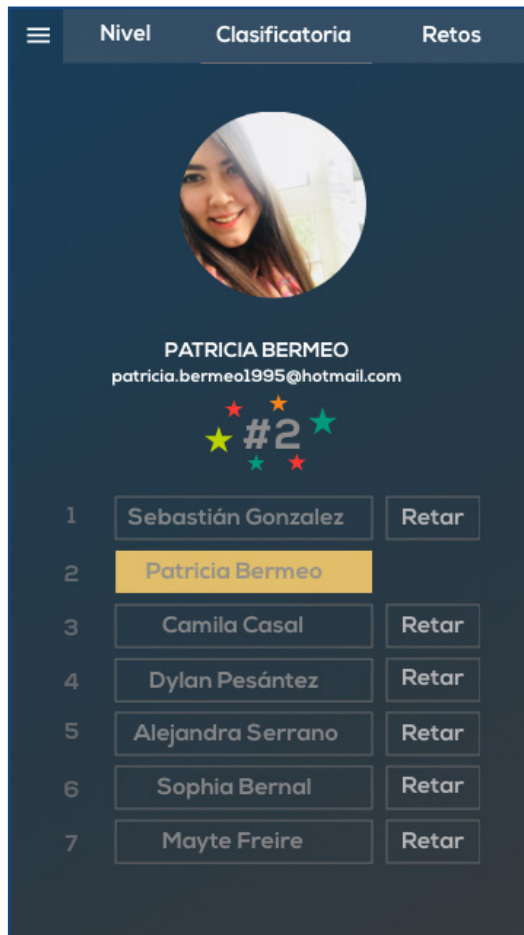 Nivel Clasificatoria Retos
PATRICIA BERMEO
patricia.bermeo1995@hotmail.com
#2
1 Sebastián Gonzalez Retar
2 Patricia Bermeo
3 Camila Casal Retar
4 Dylan Pesántez Retar
5 Alejandra Serrano Retar
6 Sophia Bernal Retar
7 Mayte Freire Retar